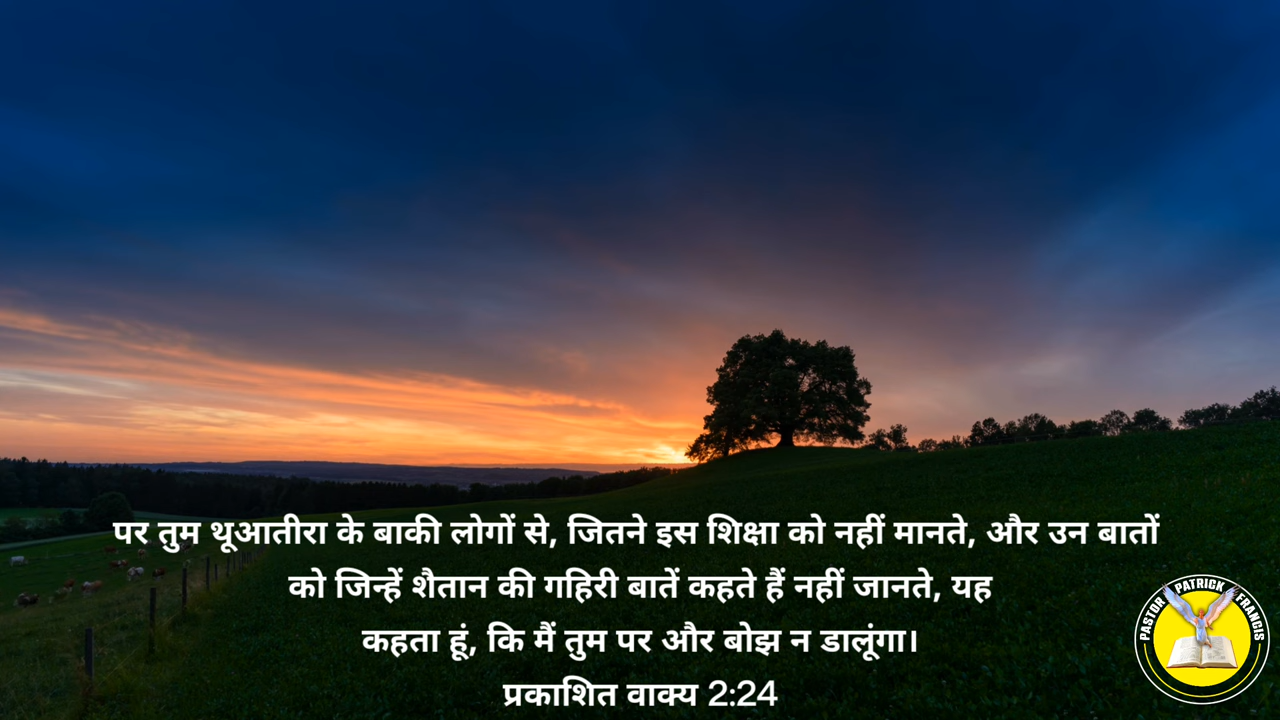 पर तुम थूआतीरा के बाकी लोगों से, जितने इस शिक्षा को नहीं मानते, और उन बातों
को जिन्हें शैतान की गहिरी बातें कहते हैं नहीं जानते, यह
कहता हूं, कि मैं तुम पर और बोझ न डालूंगा।
प्रकाशित वाक्य 2:24
PASTOR PATRICK FRANCIS